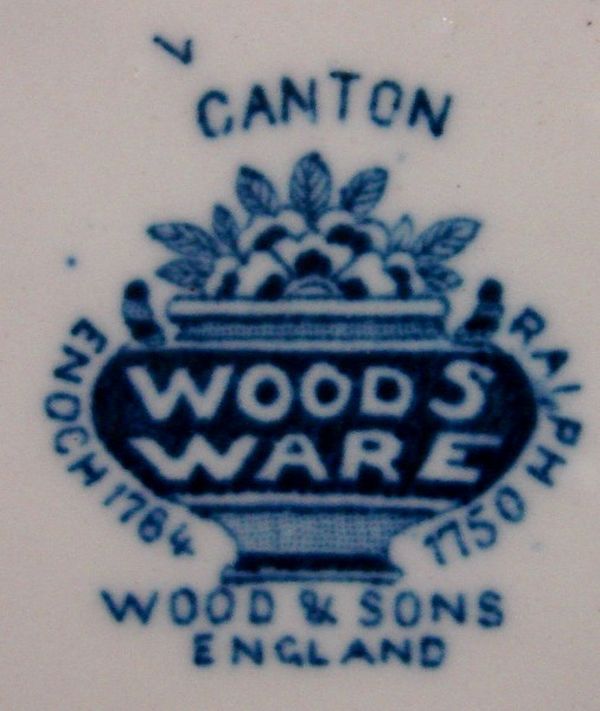 V
CANTON
WOODS
WARE
ENOCH 1784
RALPH 1750
WOOD & SONS
ENGLAND